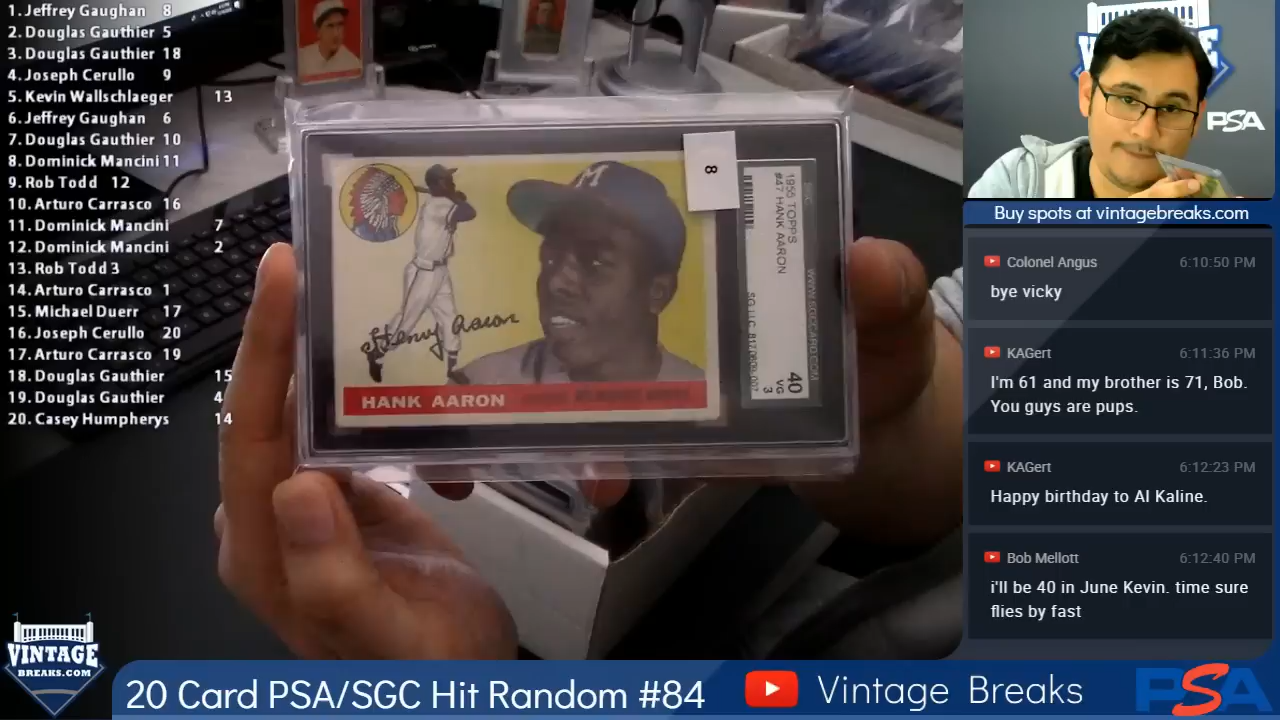 1. Jeffrey Gaughan 8
2. Douglas Gauthier 5
3. Douglas Gauthier 18
4. Joseph Cerullo 9
5. Kevin Wallschlaeger 13
6. Jeffrey Gaughan 6
7. Douglas Gauthier 10
8. Dominick Mancini 11
9. Rob Todd 12
10. Arturo Carrasco 16
11. Dominick Mancini 7
12. Dominick Mancini 2
13. Rob Todd 3
14. Arturo Carrasco 1
15. Michael Duerr 17
16. Joseph Cerullo 20
17. Arturo Carrasco 19
18. Douglas Gauthier 15
19. Douglas Gauthier 4
20. Casey Humpherys 14
M
Henry Aaron
HANK AARON
8
1955 TOPPS
#47 HANK AARON
WWW.SGCCARD.COM
40
VG
3
VINTAGE
PSA
Buy spots at vintagebreaks.com
Colonel Angus 6:10:50 PM
bye vicky
KAGert 6:11:36 PM
I'm 61 and my brother is 71, Bob.
You guys are pups.
KAGert 6:12:23 PM
Happy birthday to Al Kaline.
Bob Mellott 6:12:40 PM
i'll be 40 in June Kevin. time sure
flies by fast
VINTAGE
BREAKS.COM
20 Card PSA/SGC Hit Random #84
Vintage Breaks
PSA